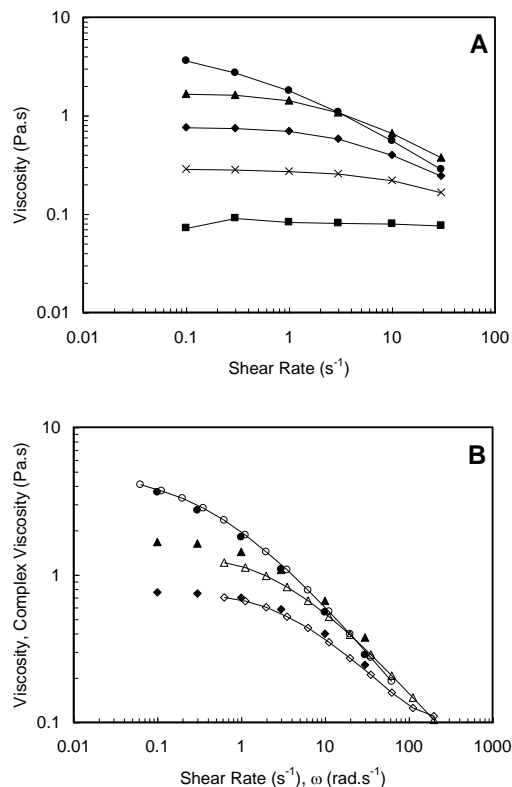 10
A
1
0.1
0.01
Viscosity (Pa.s)
0.01 0.1 1 10 100
Shear Rate (s⁻¹)
10
B
1
0.1
Viscosity, Complex Viscosity (Pa.s)
0.01 0.1 1 10 100 1000
Shear Rate (s⁻¹), ω (rad.s⁻¹)